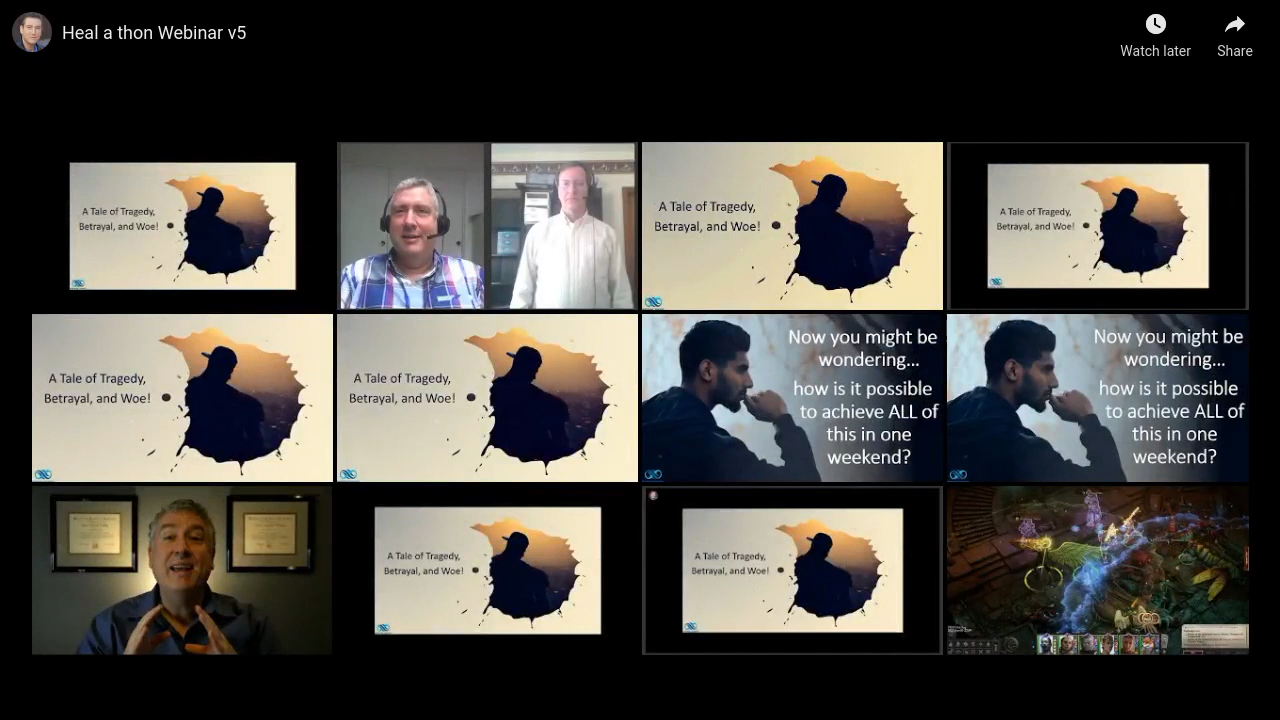 Heal a thon Webinar v5
Watch later
Share
A Tale of Tragedy,
Betrayal, and Woe!
A Tale of Tragedy,
Betrayal, and Woe!
A Tale of Tragedy,
Betrayal, and Woe!
A Tale of Tragedy,
Betrayal, and Woe!
A Tale of Tragedy,
Betrayal, and Woe!
Now you might be
wondering...
how is it possible
to achieve ALL of
this in one
weekend?
Now you might be
wondering...
how is it possible
to achieve ALL of
this in one
weekend?
A Tale of Tragedy,
Betrayal, and Woe!
A Tale of Tragedy,
Betrayal, and Woe!